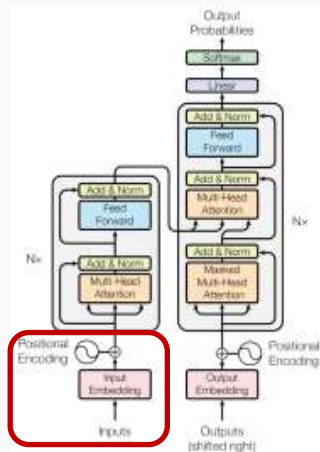 Output
Probabilities
Softmax
Linear
Add & Norm
Feed
Forward
Add & Norm
Multi-Head
Attention
Nx
Add & Norm
Masked
Multi-Head
Attention
Positional
Encoding
Output
Embedding
Outputs
(shifted right)
Add & Norm
Feed
Forward
Nx
Add & Norm
Multi-Head
Attention
Positional
Encoding
Input
Embedding
Inputs